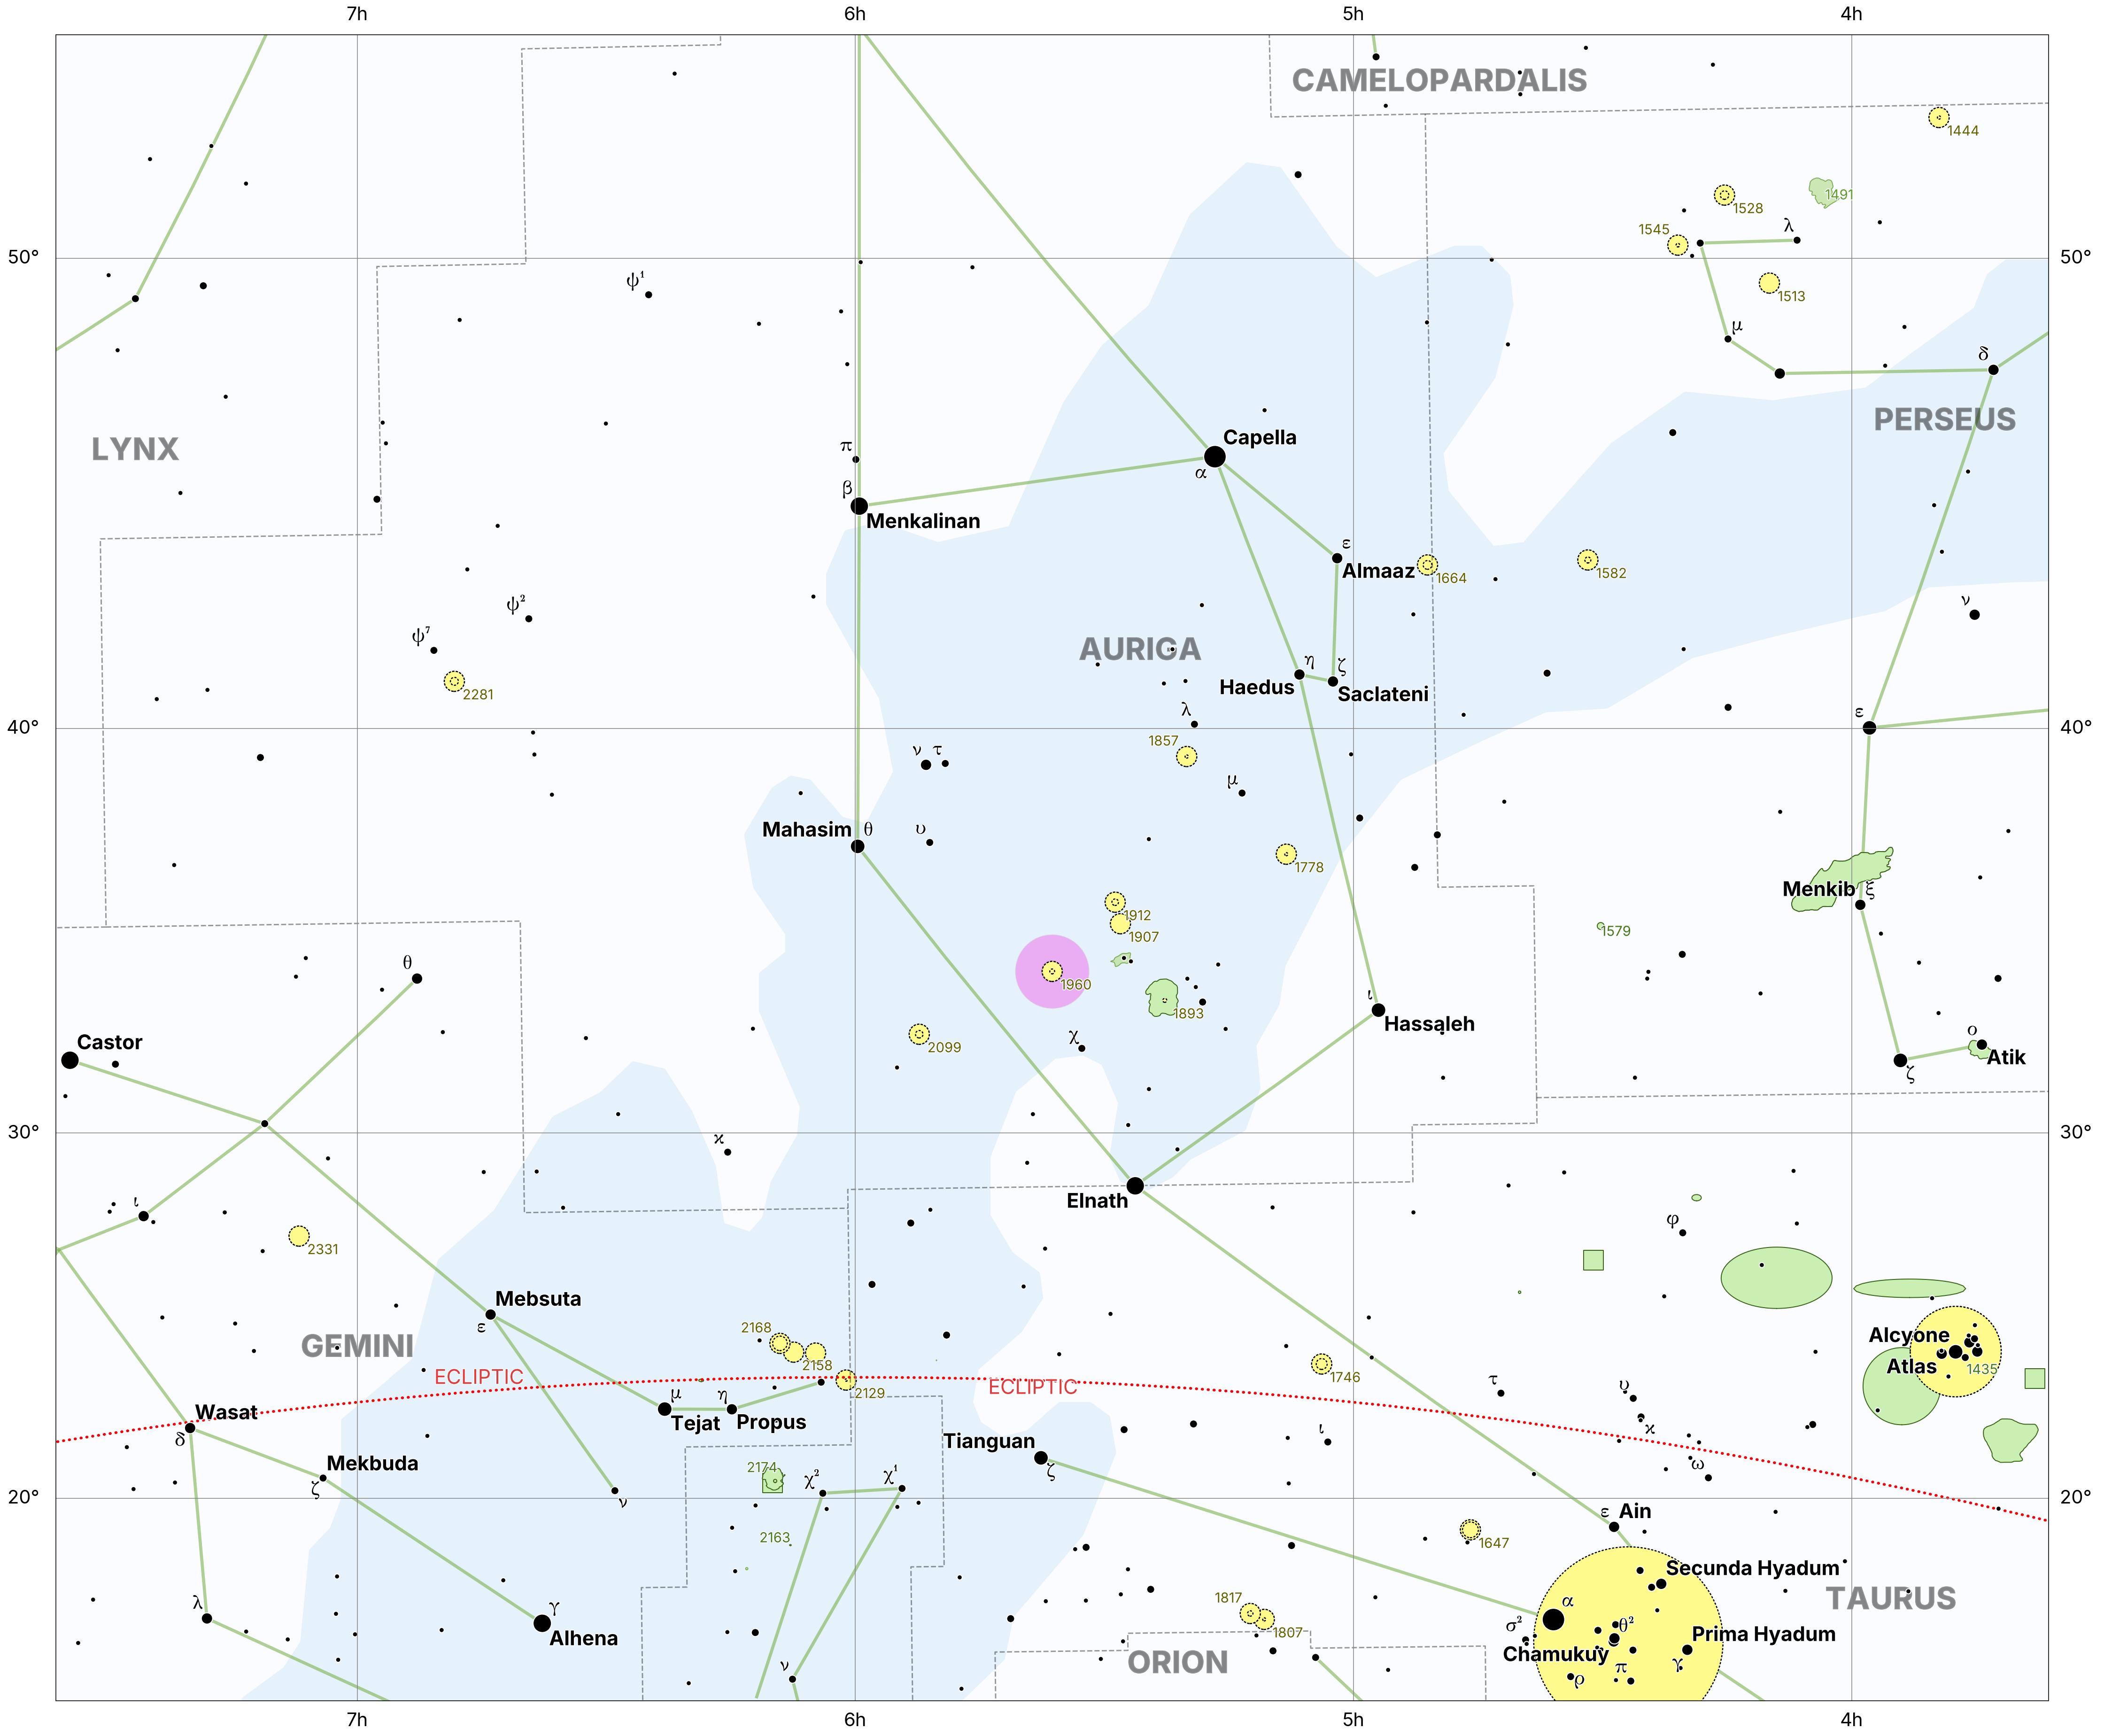 7h 6h 5h 4h
CAMELOPARDALIS
1444
1528
1491
λ
1545
50° 50°
ψ¹
1513
μ
δ
PERSEUS
LYNX
Capella
π
α
β
Menkalinan
ε
Almaaz
1664
1582
ψ²
ν
ψ⁷
AURIGA
η ζ
Haedus
Saclateni
2281
λ
ε
40° 40°
1857
ν τ
μ
Mahasim θ
υ
1778
Menkib ξ
1912
1579
1907
θ
1960
ι
1893
Hassaleh
χ
ο
Castor
2099
Atik
ζ
30° 30°
ϰ
Elnath
ι
φ
2331
Mebsuta
ε
2168
GEMINI
Alcyone
2158
Atlas
1435
ECLIPTIC
ECLIPTIC
1746
2129
τ
υ
μ η
Wasat
Tejat
Propus
ϰ
δ
Tianguan
ι
Mekbuda
ζ
ζ
2174
χ² χ¹
ω
20° 20°
ν
ε Ain
2163
1647
Secunda Hyadum
λ
γ
α
1817
TAURUS
Alhena
σ² θ²
1807
Prima Hyadum
Chamukuy
ORION
ν
π γ
ρ
7h 6h 5h 4h